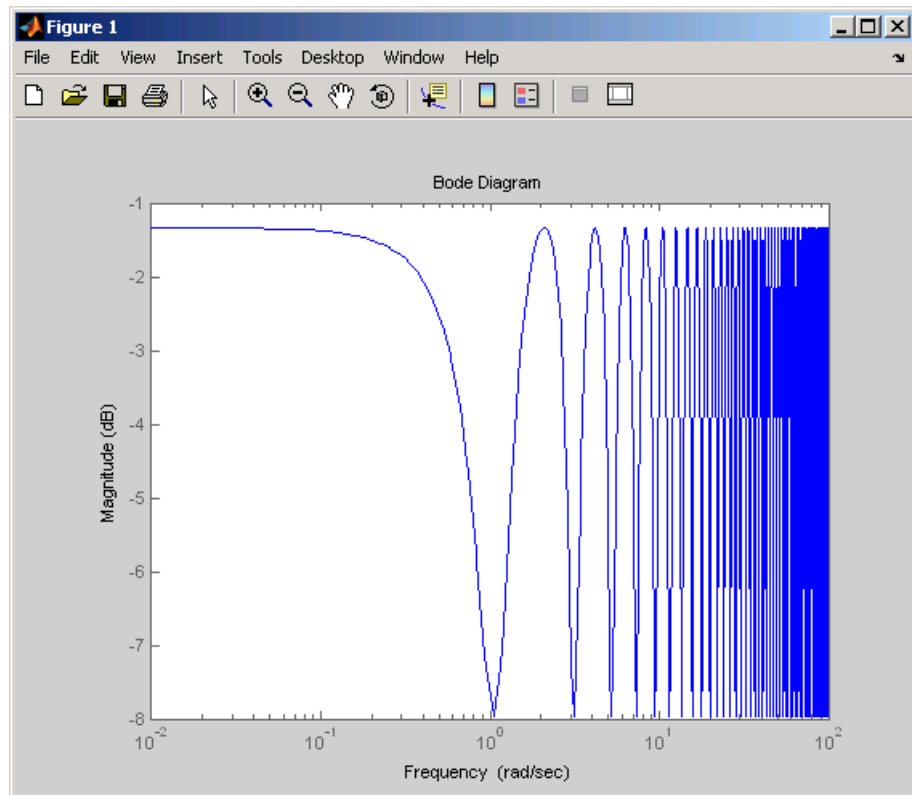 Figure 1
File Edit View Insert Tools Desktop Window Help
Bode Diagram
-1
-2
-3
-4
-5
-6
-7
-8
Magnitude (dB)
10^-2 10^-1 10^0 10^1 10^2
Frequency (rad/sec)